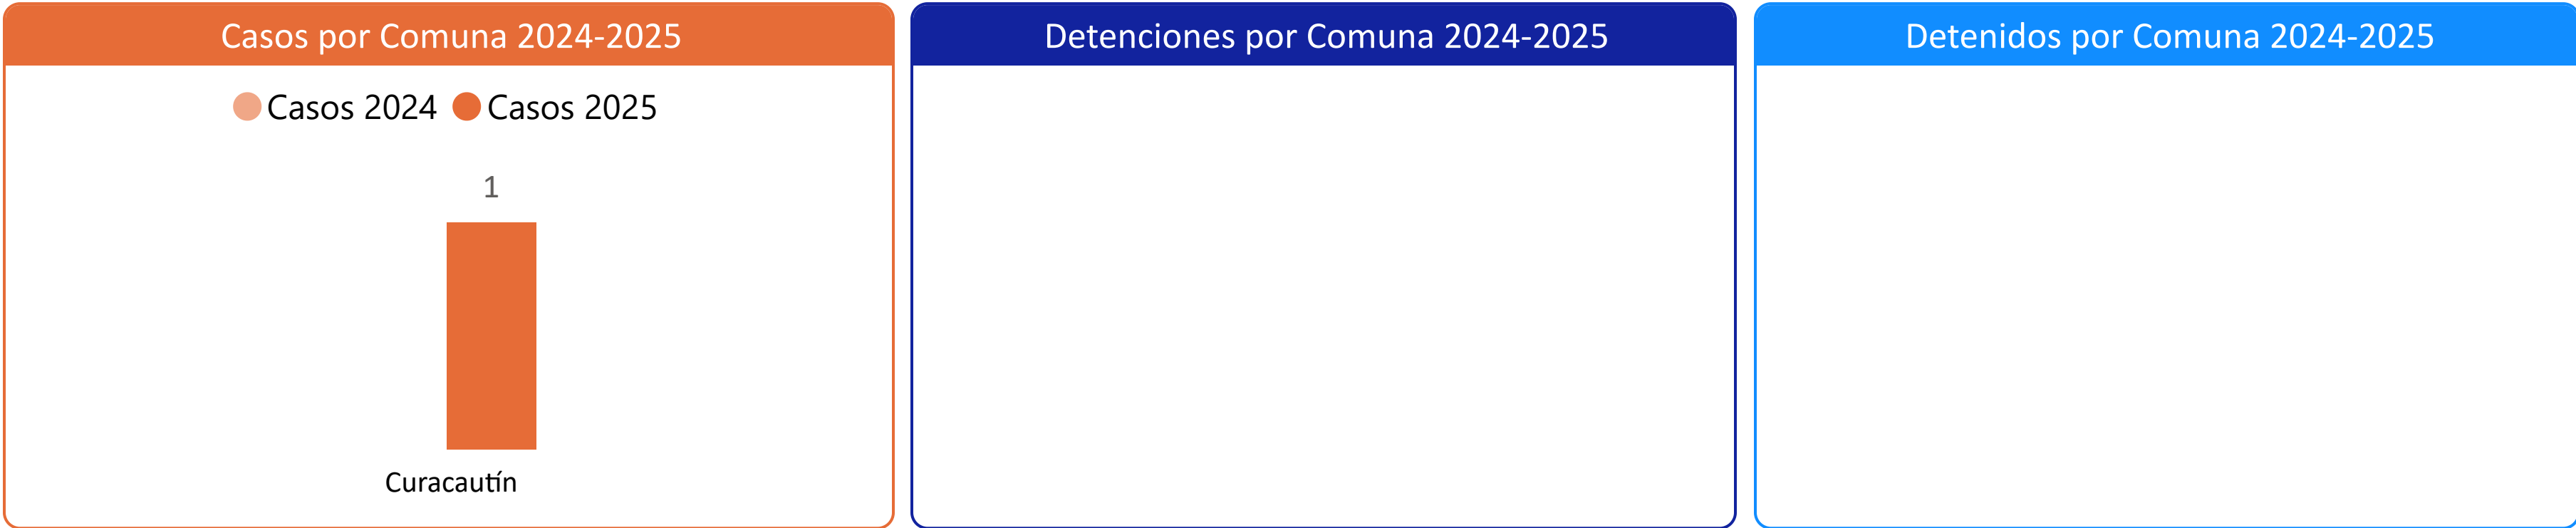 Casos por Comuna 2024-2025
Casos 2024 Casos 2025
1
Curacautín
Detenciones por Comuna 2024-2025
Detenidos por Comuna 2024-2025